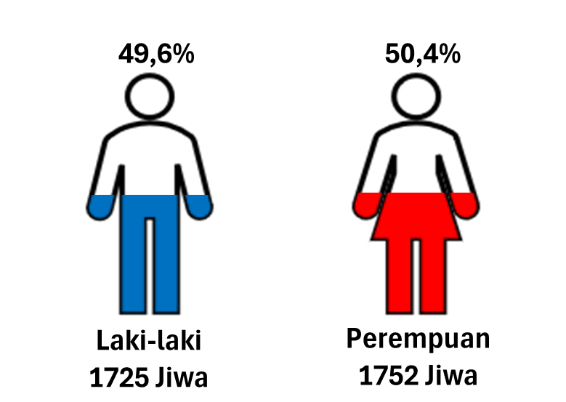 49,6%
50,4%
Laki-laki
1725 Jiwa
Perempuan
1752 Jiwa